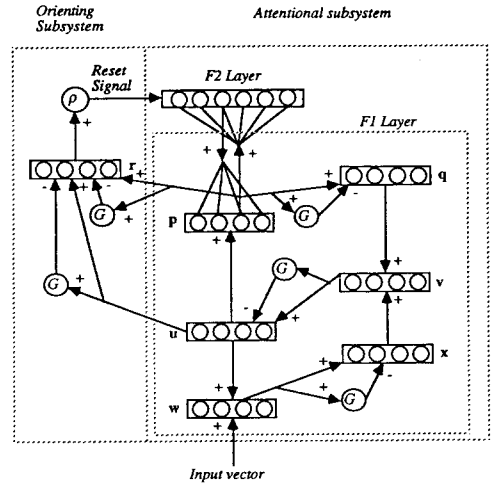 Orienting
Subsystem
Attentional subsystem
Reset
Signal
F2 Layer
ρ
+
F1 Layer
+
+
r
+
+
q
-
+
-
-
+
G
+
+
G
-
p
+
G
+
+
+
G
v
-
+
+
u
+
x
+
+
-
w
+
G
Input vector